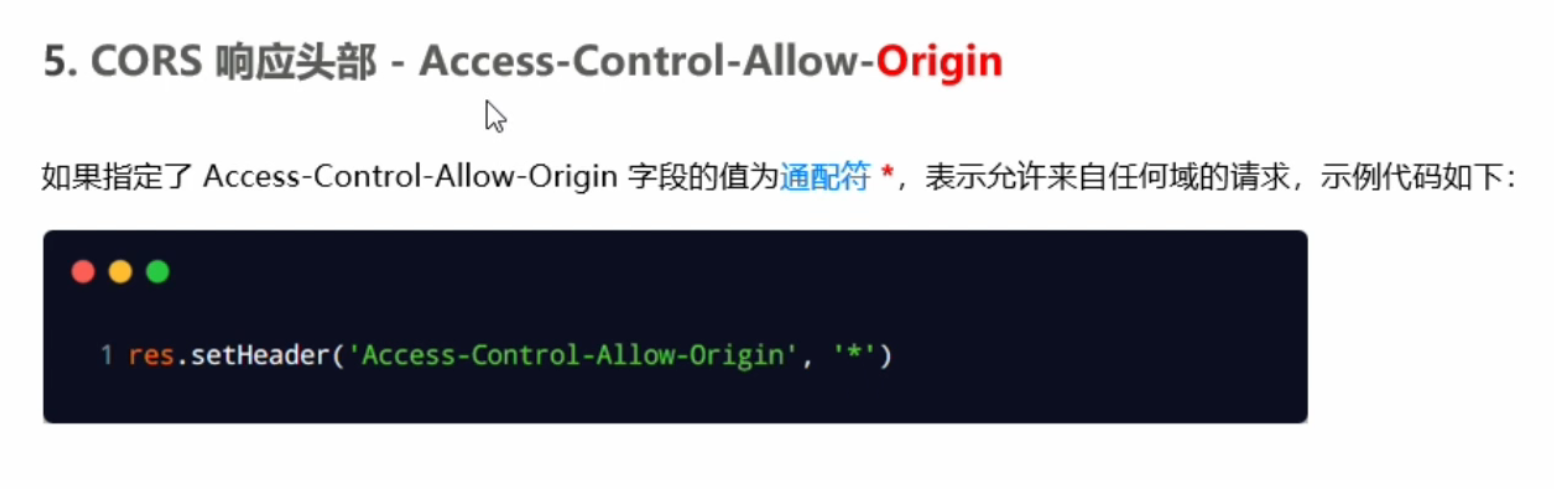 5. CORS 响应头部 - Access-Control-Allow-Origin
如果指定了 Access-Control-Allow-Origin 字段的值为通配符 *，表示允许来自任何域的请求，示例代码如下：
1 res.setHeader('Access-Control-Allow-Origin', '*')